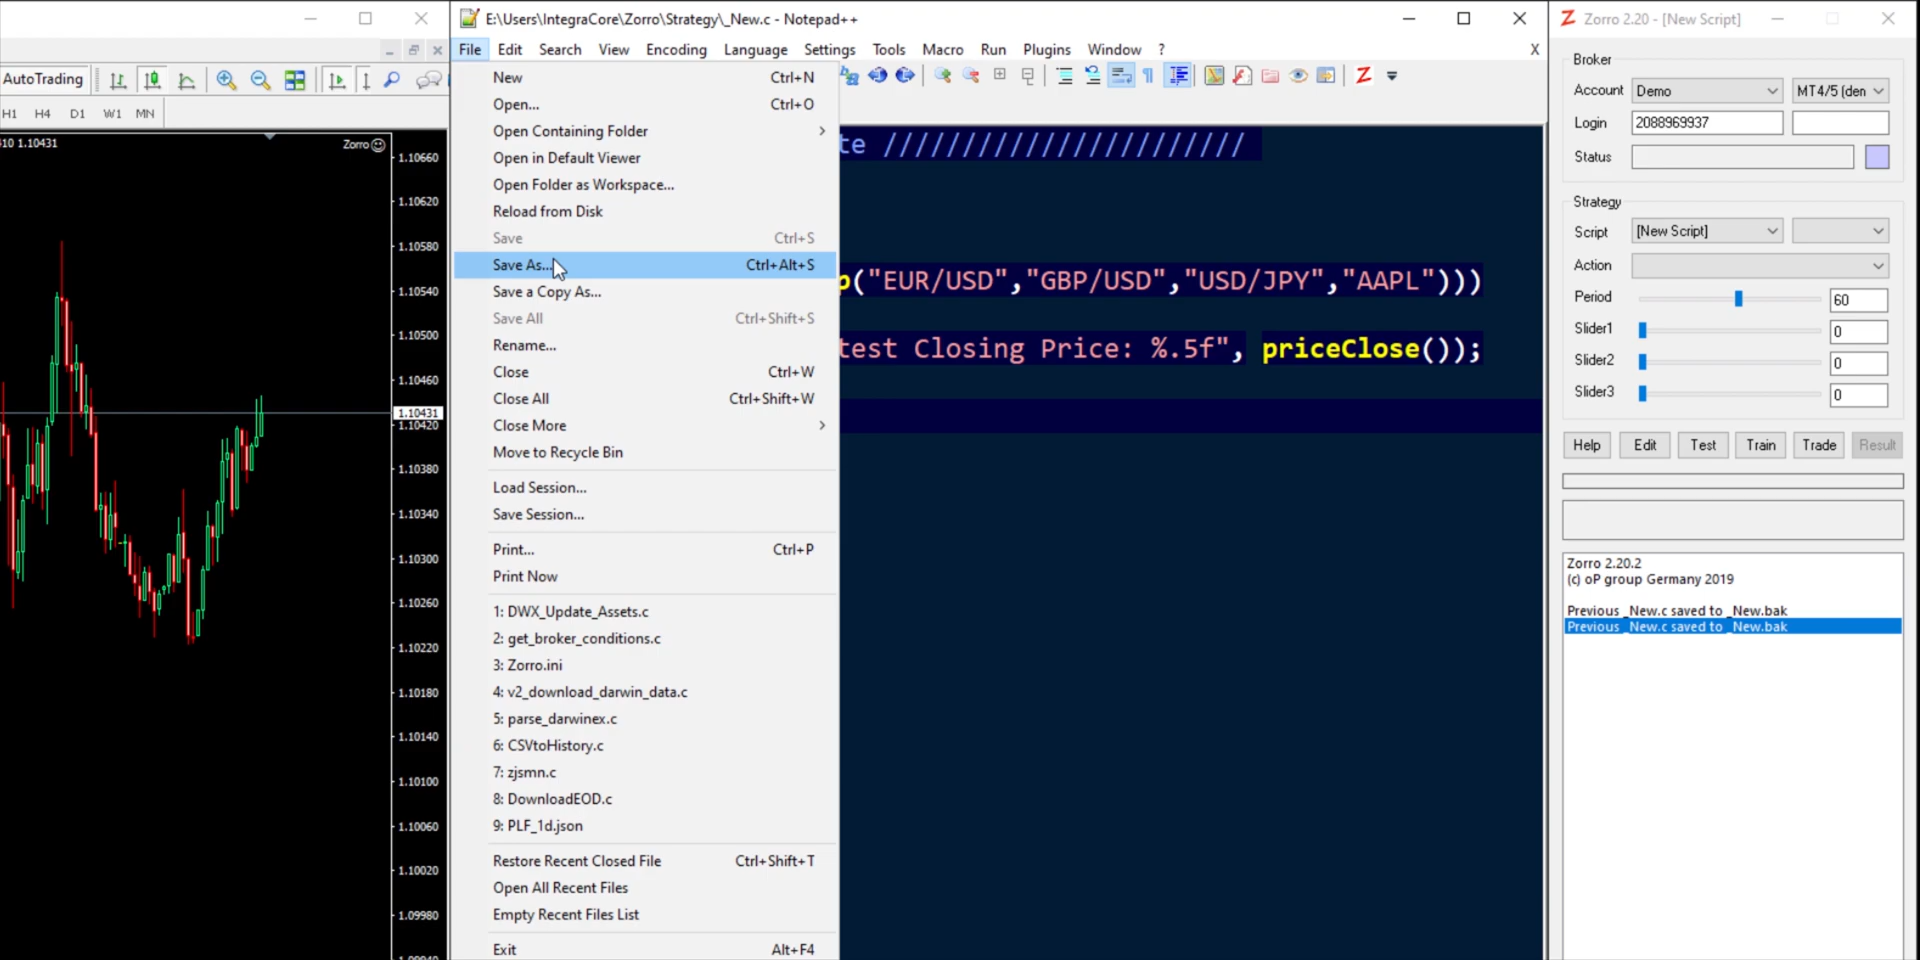 E:\Users\IntegraCore\Zorro\Strategy\_New.c - Notepad++
Zorro 2.20 - [New Script]
File Edit Search View Encoding Language Settings Tools Macro Run Plugins Window ? X
AutoTrading
H1 H4 D1 W1 MN
410 1.10431
Zorro
1.10660
1.10620
1.10580
1.10540
1.10500
1.10460
1.10431
1.10420
1.10380
1.10340
1.10300
1.10260
1.10220
1.10180
1.10140
1.10100
1.10060
1.10020
1.09980
1.09940
New Ctrl+N
Open... Ctrl+O
Open Containing Folder
Open in Default Viewer
Open Folder as Workspace...
Reload from Disk
Save Ctrl+S
Save As... Ctrl+Alt+S
Save a Copy As...
Save All Ctrl+Shift+S
Rename...
Close Ctrl+W
Close All Ctrl+Shift+W
Close More
Move to Recycle Bin
Load Session...
Save Session...
Print... Ctrl+P
Print Now
1: DWX_Update_Assets.c
2: get_broker_conditions.c
3: Zorro.ini
4: v2_download_darwin_data.c
5: parse_darwinex.c
6: CSVtoHistory.c
7: zjsmn.c
8: DownloadEOD.c
9: PLF_1d.json
Restore Recent Closed File Ctrl+Shift+T
Open All Recent Files
Empty Recent Files List
Exit Alt+F4
te ///////////////////////
p("EUR/USD","GBP/USD","USD/JPY","AAPL")))
test Closing Price: %.5f", priceClose());
Broker
Account Demo MT4/5 (den
Login 2088969937
Status
Strategy
Script [New Script]
Action
Period 60
Slider1 0
Slider2 0
Slider3 0
Help Edit Test Train Trade Result
Zorro 2.20.2
(c) oP group Germany 2019
Previous _New.c saved to _New.bak
Previous _New.c saved to _New.bak